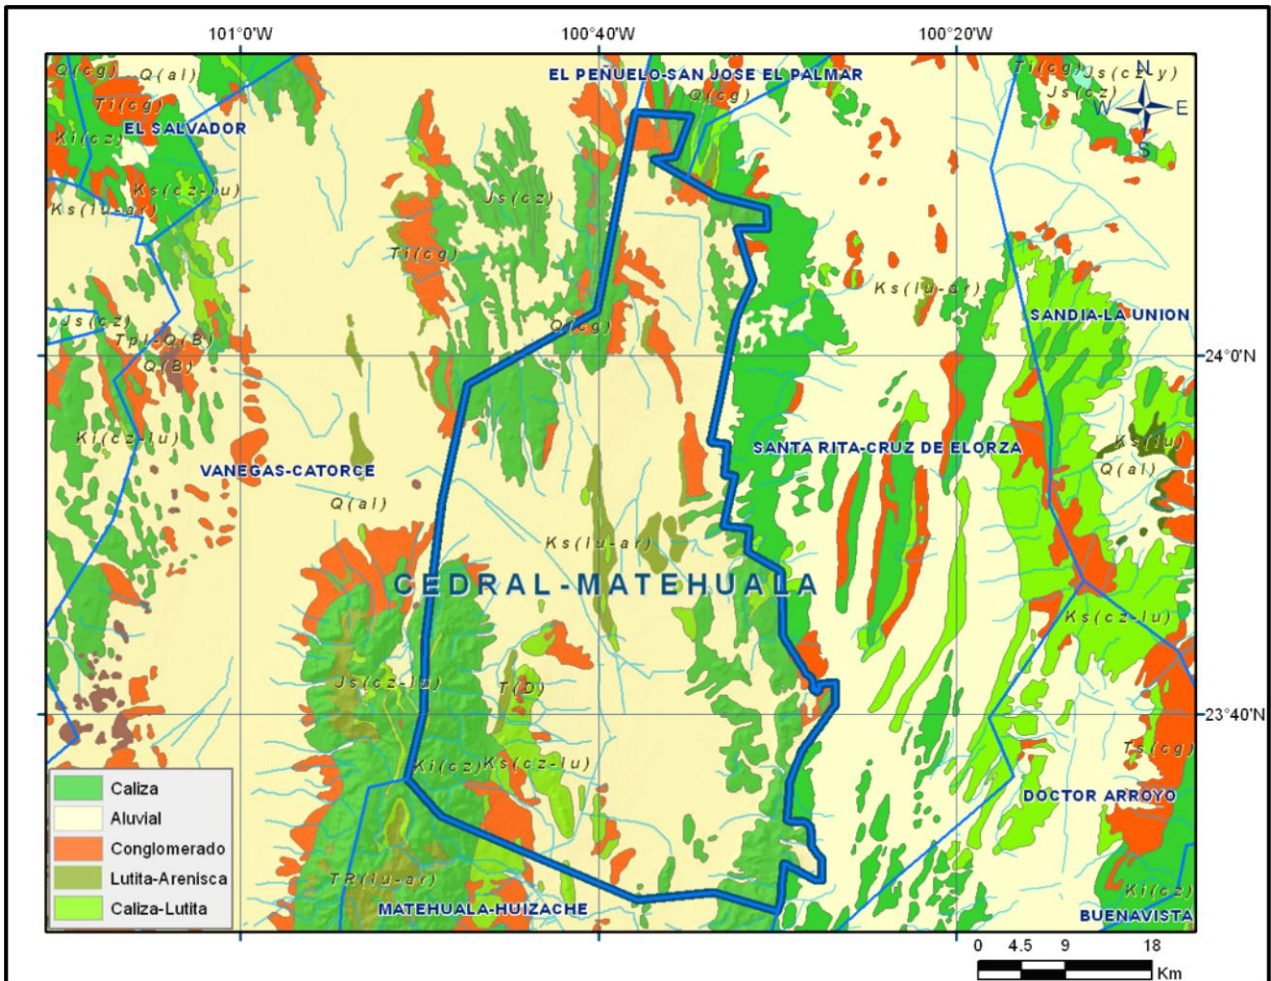 101°0'W 100°40'W 100°20'W
EL PEÑUELO-SAN JOSE EL PALMAR
Q(cg) Q(al) Ti(cg) Js(cz-y)
N
Ti(cg) Q(cg) Js(cz)
W E
EL SALVADOR
Ki(cz) S
Ks(cz-lu)
Ks(lu-ar) Js(cz)
Ti(cg)
Ks(lu-ar)
Js(cz) Q(cg) SANDIA-LA UNION
Tpl-Q(B)
Q(B) 24°0'N
Ki(cz-lu) SANTA RITA-CRUZ DE ELORZA Ks(lu)
VANEGAS-CATORCE Q(al)
Q(al)
Ks(lu-ar)
CEDRAL-MATEHUALA
Ks(cz-lu)
Js(cz-lu) T(D)
23°40'N
Ts(cg)
Ki(cz) Ks(cz-lu)
DOCTOR ARROYO
TR(lu-ar) Ki(cz)
MATEHUALA-HUIZACHE BUENAVISTA
Caliza
Aluvial
Conglomerado
Lutita-Arenisca
Caliza-Lutita
0 4.5 9 18
Km